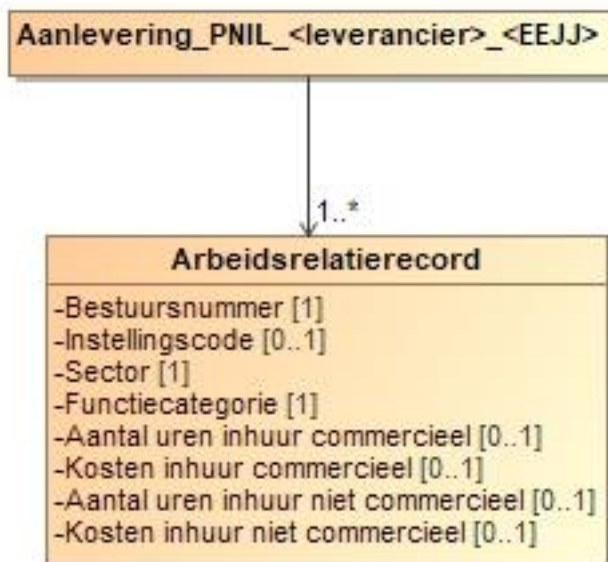 Aanlevering_PNIL_<leverancier>_<EEJJ>
1..*
Arbeidsrelatierecord
-Bestuursnummer [1]
-Instellingscode [0..1]
-Sector [1]
-Functiecategorie [1]
-Aantal uren inhuur commercieel [0..1]
-Kosten inhuur commercieel [0..1]
-Aantal uren inhuur niet commercieel [0..1]
-Kosten inhuur niet commercieel [0..1]